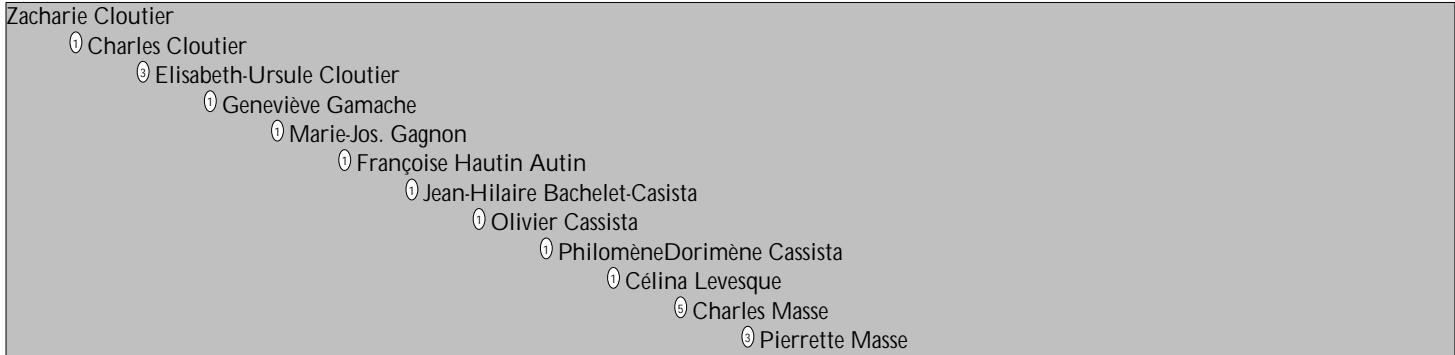 Zacharie Cloutier
1 Charles Cloutier
3 Elisabeth-Ursule Cloutier
1 Geneviève Gamache
1 Marie-Jos. Gagnon
1 Françoise Hautin Autin
1 Jean-Hilaire Bachelet-Casista
1 Olivier Cassista
1 PhilomèneDorimène Cassista
1 Célina Levesque
5 Charles Masse
3 Pierrette Masse